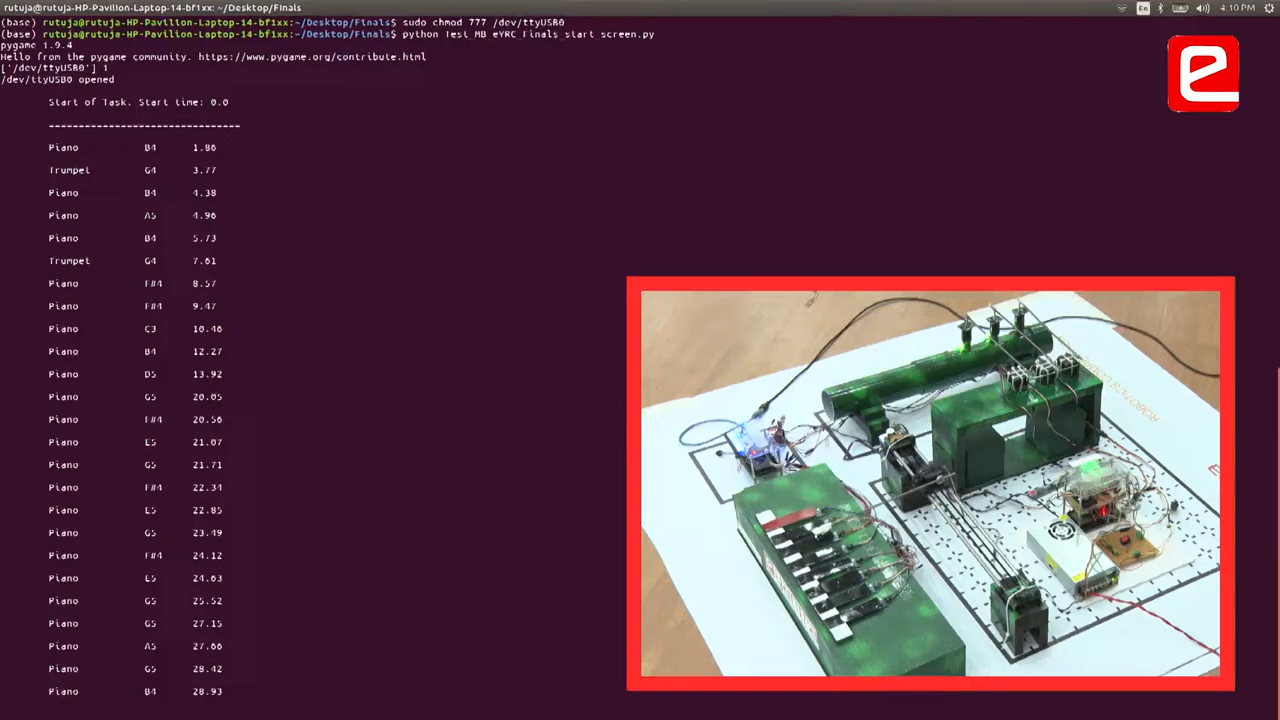 rutuja@rutuja-HP-Pavilion-Laptop-14-bf1xx: ~/Desktop/Finals
En
4:10 PM
(base) rutuja@rutuja-HP-Pavilion-Laptop-14-bf1xx:~/Desktop/Finals$ sudo chmod 777 /dev/ttyUSB0
(base) rutuja@rutuja-HP-Pavilion-Laptop-14-bf1xx:~/Desktop/Finals$ python Test_MB_eYRC_Finals_start_screen.py
pygame 1.9.4
Hello from the pygame community. https://www.pygame.org/contribute.html
['/dev/ttyUSB0'] 1
/dev/ttyUSB0 opened
Start of Task. Start time: 0.0
--------------------------------
Piano B4 1.86
Trumpet G4 3.77
Piano B4 4.38
Piano A5 4.96
Piano B4 5.73
Trumpet G4 7.61
Piano F#4 8.57
Piano F#4 9.47
Piano C3 10.46
Piano B4 12.27
Piano D5 13.92
Piano G5 20.05
Piano F#4 20.56
Piano E5 21.07
Piano G5 21.71
Piano F#4 22.34
Piano E5 22.85
Piano G5 23.49
Piano F#4 24.12
Piano E5 24.63
Piano G5 25.52
Piano G5 27.15
Piano A5 27.66
Piano G5 28.42
Piano B4 28.93
e